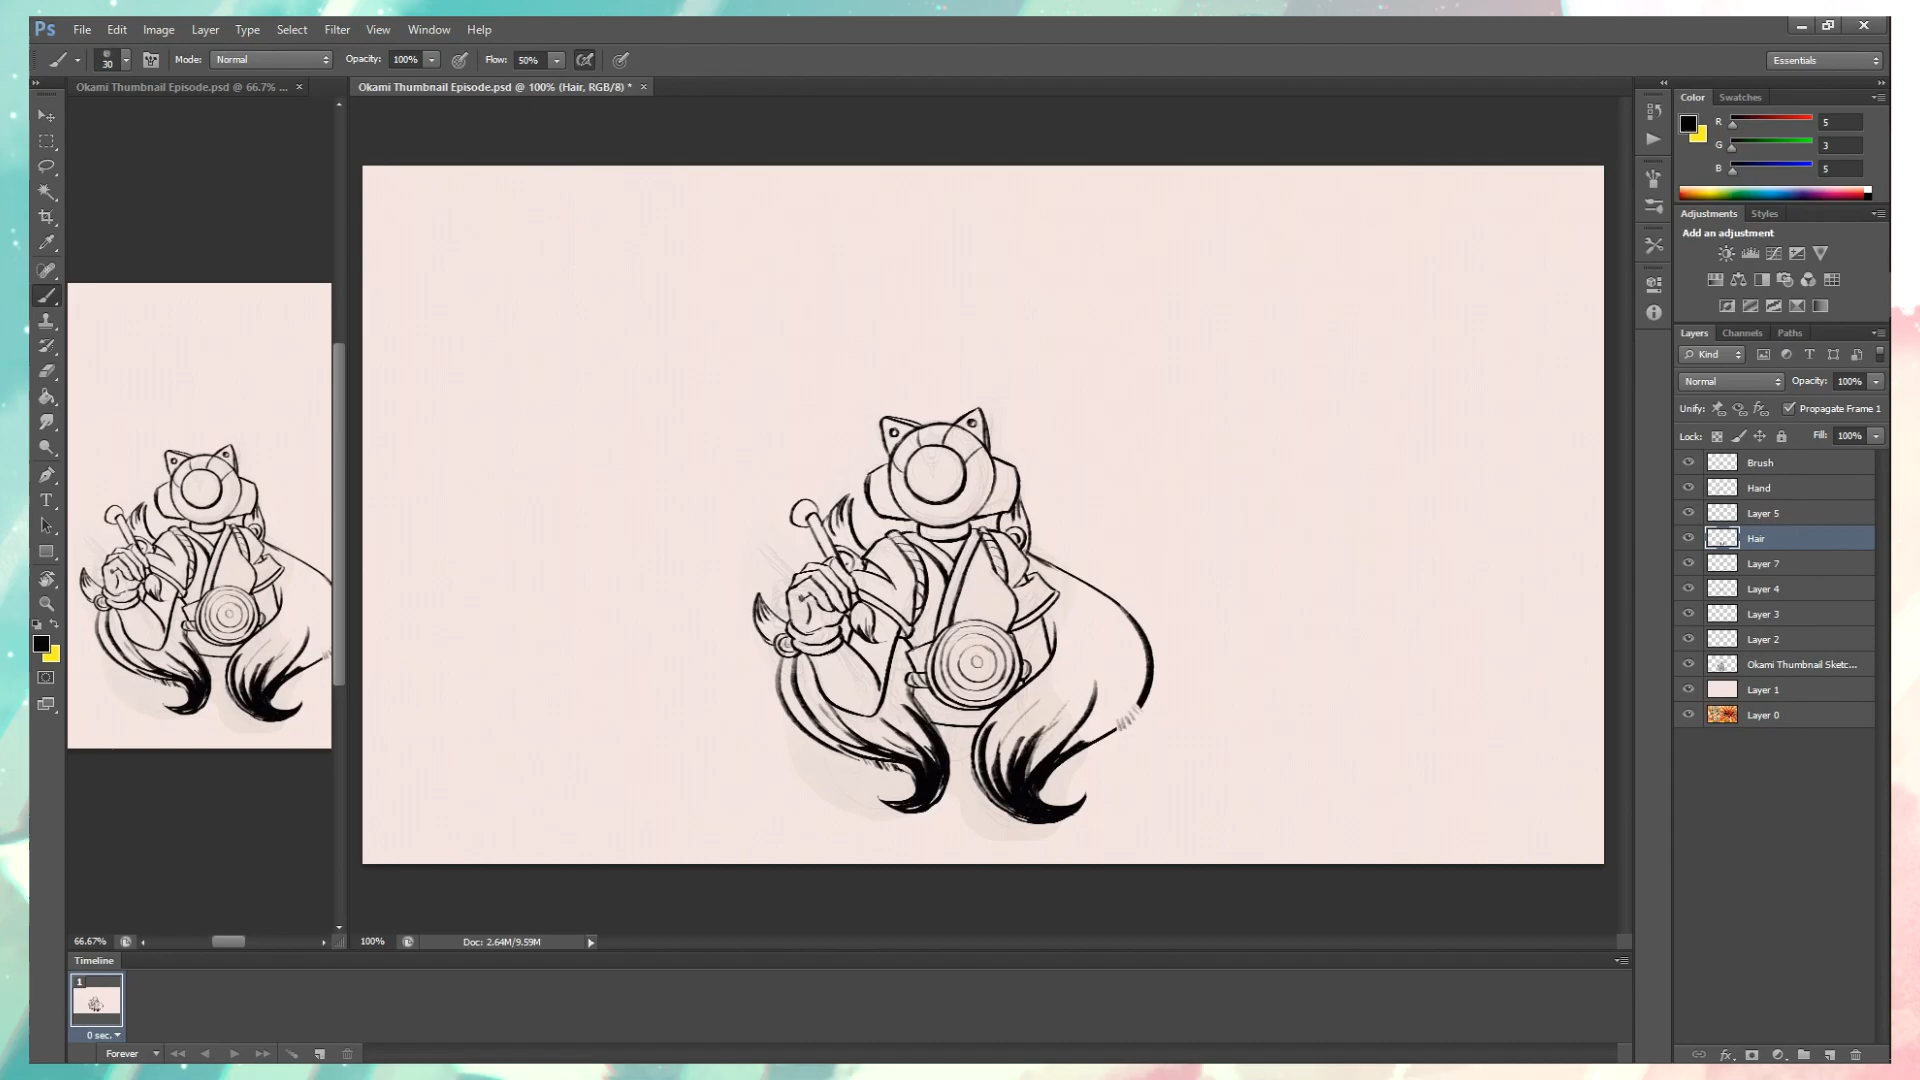 Ps File Edit Image Layer Type Select Filter View Window Help
30 Mode: Normal Opacity: 100% Flow: 50% Essentials
Okami Thumbnail Episode.psd @ 66.7% ... × Okami Thumbnail Episode.psd @ 100% (Hair, RGB/8) * ×
Color Swatches
R 5
G 3
B 5
Adjustments Styles
Add an adjustment
Layers Channels Paths
Kind
Normal Opacity: 100%
Unify: Propagate Frame 1
Lock: Fill: 100%
Brush
Hand
Layer 5
Hair
Layer 7
Layer 4
Layer 3
Layer 2
Okami Thumbnail Sketc...
Layer 1
Layer 0
66.67% 100% Doc: 2.64M/9.59M
Timeline
1
0 sec.
Forever